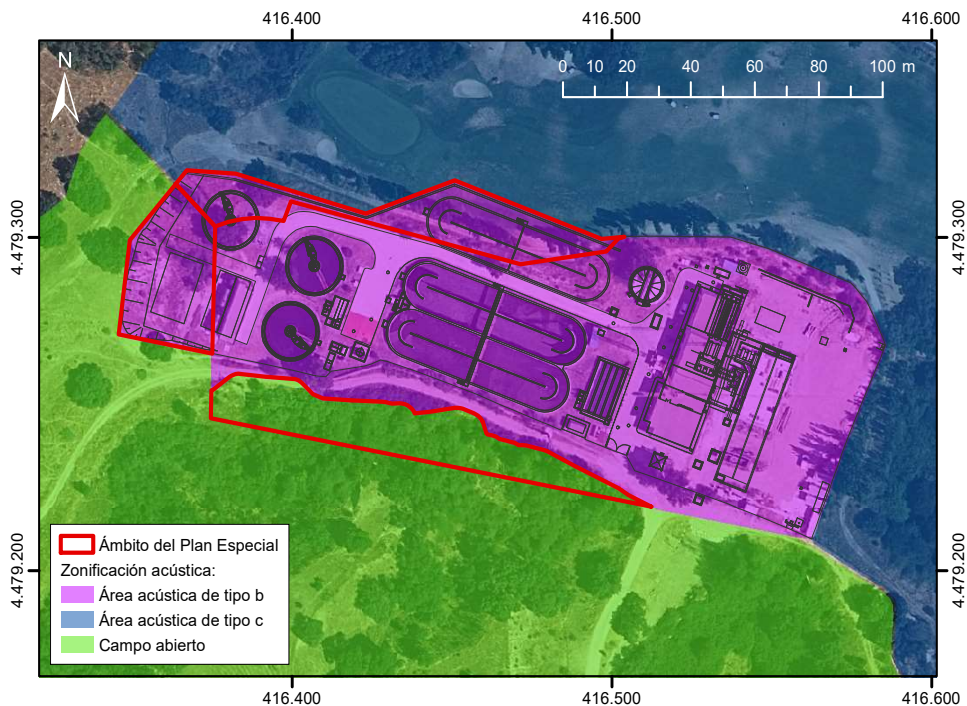 416.400 416.500 416.600
N
0 10 20 40 60 80 100 m
4.479.300 4.479.300
4.479.200 4.479.200
Ámbito del Plan Especial
Zonificación acústica:
Área acústica de tipo b
Área acústica de tipo c
Campo abierto
416.400 416.500 416.600